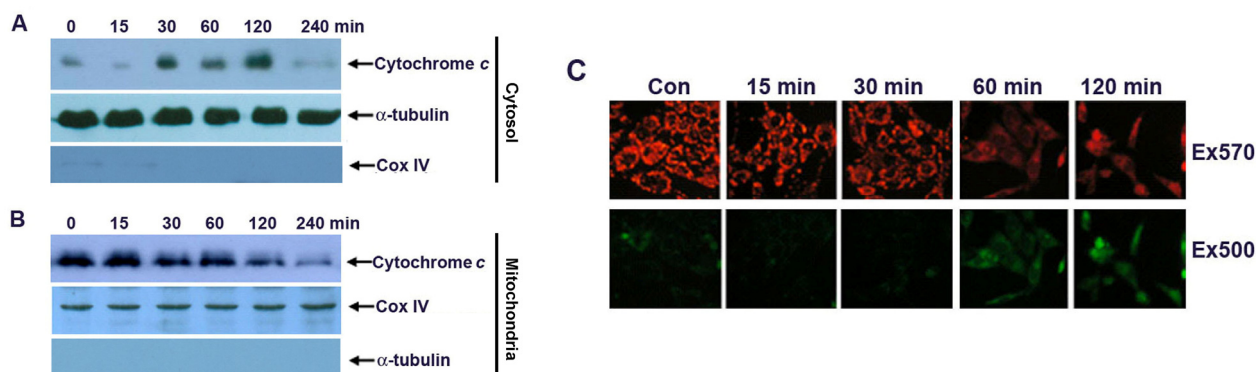 A
0 15 30 60 120 240 min
Cytochrome c
α-tubulin
Cox IV
Cytosol
B
0 15 30 60 120 240 min
Cytochrome c
Cox IV
α-tubulin
Mitochondria
C
Con 15 min 30 min 60 min 120 min
Ex570
Ex500